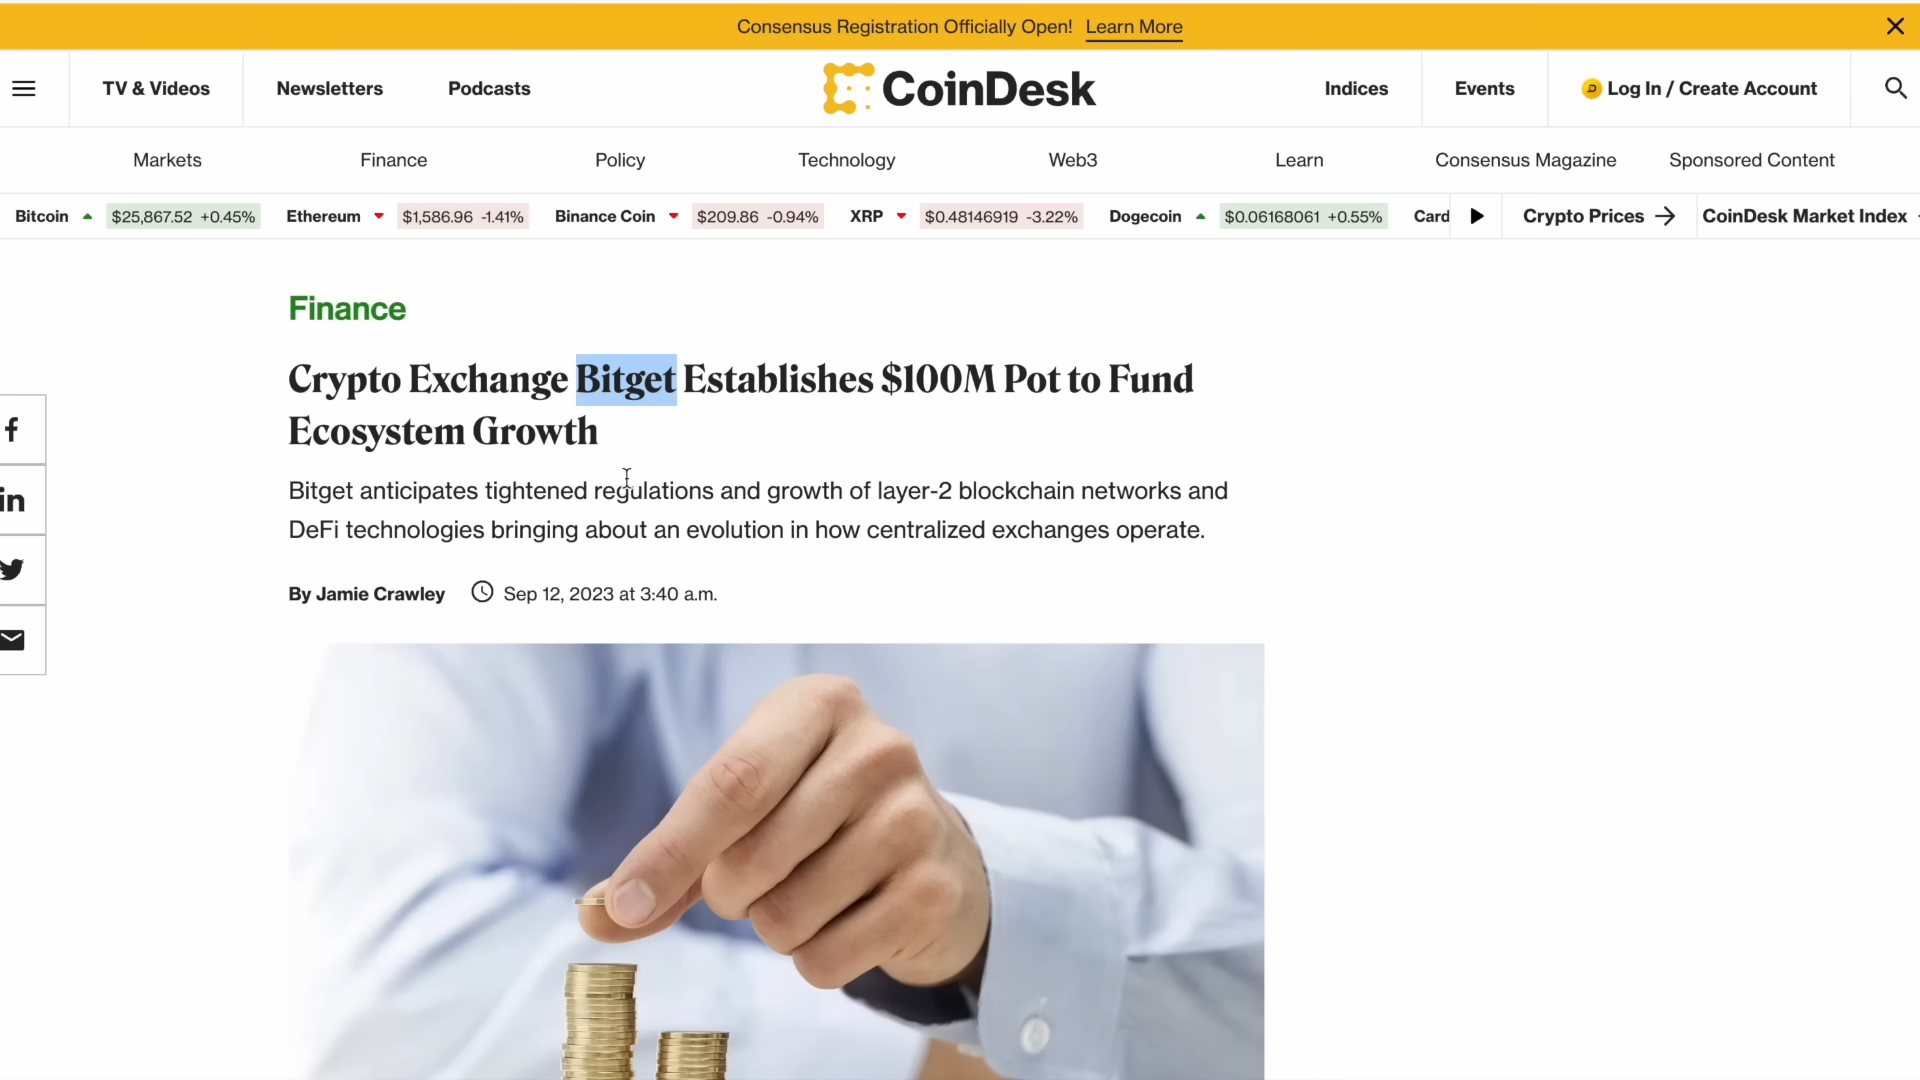 Consensus Registration Officially Open! Learn More
TV & Videos Newsletters Podcasts CoinDesk Indices Events Log In / Create Account
Markets Finance Policy Technology Web3 Learn Consensus Magazine Sponsored Content
Bitcoin $25,867.52 +0.45% Ethereum $1,586.96 -1.41% Binance Coin $209.86 -0.94% XRP $0.48146919 -3.22% Dogecoin $0.06168061 +0.55% Card Crypto Prices → CoinDesk Market Index
Finance
Crypto Exchange Bitget Establishes $100M Pot to Fund
Ecosystem Growth
Bitget anticipates tightened regulations and growth of layer-2 blockchain networks and
DeFi technologies bringing about an evolution in how centralized exchanges operate.
By Jamie Crawley Sep 12, 2023 at 3:40 a.m.